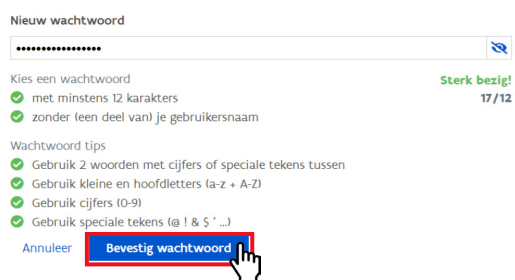 Nieuw wachtwoord
•••••••••••••••••
Kies een wachtwoord
Sterk bezig!
met minstens 12 karakters
17/12
zonder (een deel van) je gebruikersnaam
Wachtwoord tips
Gebruik 2 woorden met cijfers of speciale tekens tussen
Gebruik kleine en hoofdletters (a-z + A-Z)
Gebruik cijfers (0-9)
Gebruik speciale tekens (@ ! & $ ' ...)
Annuleer Bevestig wachtwoord